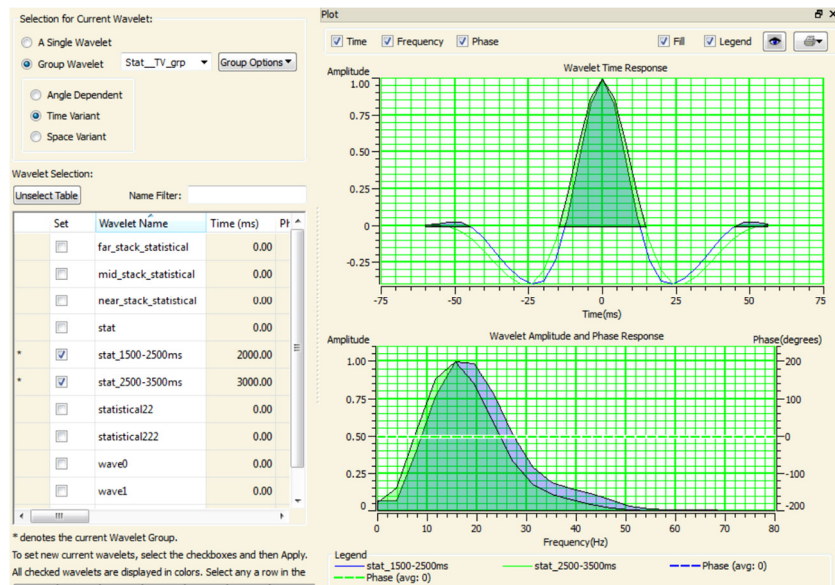 Selection for Current Wavelet:
A Single Wavelet
Group Wavelet Stat__TV_grp Group Options
Angle Dependent
Time Variant
Space Variant
Wavelet Selection:
Unselect Table Name Filter:
Set Wavelet Name Time (ms) Ph
far_stack_statistical 0.00
mid_stack_statistical 0.00
near_stack_statistical 0.00
stat 0.00
* stat_1500-2500ms 2000.00
* stat_2500-3500ms 3000.00
statistical22 0.00
statistical222 0.00
wave0 0.00
wave1 0.00
* denotes the current Wavelet Group.
To set new current wavelets, select the checkboxes and then Apply.
All checked wavelets are displayed in colors. Select any a row in the
Plot
Time Frequency Phase Fill Legend
Amplitude Wavelet Time Response
1.00
0.75
0.50
0.25
0
-0.25
-75 -50 -25 0 25 50 75
Time(ms)
Amplitude Wavelet Amplitude and Phase Response Phase(degrees)
1.00 200
0.75 100
0.50 0
0.25 -100
0 -200
0 10 20 30 40 50 60 70 80
Frequency(Hz)
Legend
stat_1500-2500ms stat_2500-3500ms Phase (avg: 0)
Phase (avg: 0)